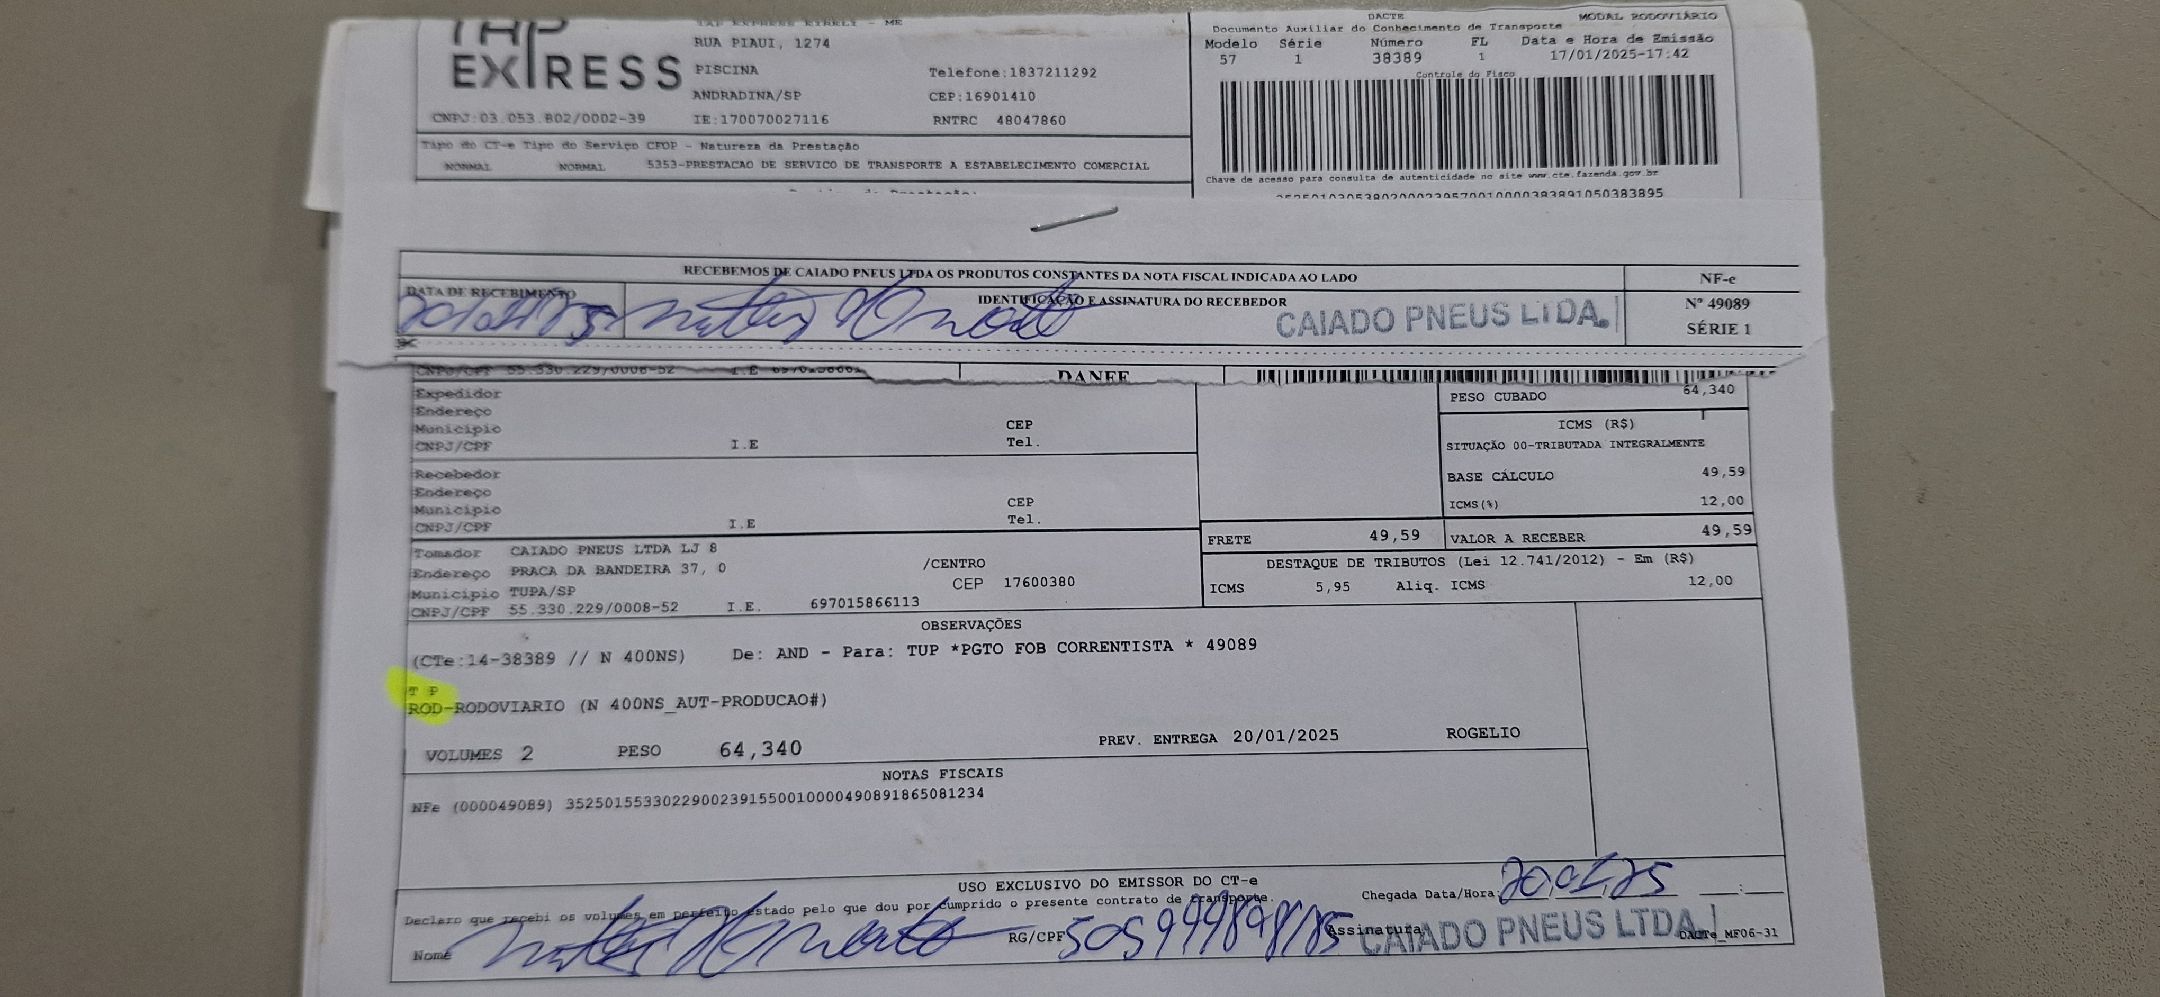 TAP EXPRESS EIRELI - ME
EXPRESS
RUA PIAUI, 1274
PISCINA
Telefone:1837211292
ANDRADINA/SP
CEP:16901410
CNPJ:03.053.802/0002-39
IE:170070027116
RNTRC 48047860
Tipo do CT-e Tipo do Serviço CFOP - Natureza da Prestação
NORMAL NORMAL 5353-PRESTACAO DE SERVICO DE TRANSPORTE A ESTABELECIMENTO COMERCIAL
DACTE MODAL RODOVIÁRIO
Documento Auxiliar do Conhecimento de Transporte
Modelo Série Número FL Data e Hora de Emissão
57 1 38389 1 17/01/2025-17:42
Controle do Fisco
Chave de acesso para consulta de autenticidade no site www.cte.fazenda.gov.br
RECEBEMOS DE CAIADO PNEUS LTDA OS PRODUTOS CONSTANTES DA NOTA FISCAL INDICADA AO LADO
NF-e
DATA DE RECEBIMENTO
IDENTIFICAÇÃO E ASSINATURA DO RECEBEDOR
Nº 49089
SÉRIE 1
CAIADO PNEUS LTDA.
CNPJ/CPF 55.330.229/0008-52 I.E
DANFE
Expedidor
Endereço
Município CEP
CNPJ/CPF I.E Tel.
PESO CUBADO 64,340
ICMS (R$)
SITUAÇÃO 00-TRIBUTADA INTEGRALMENTE
BASE CÁLCULO 49,59
ICMS(%) 12,00
Recebedor
Endereço
Município CEP
CNPJ/CPF I.E Tel.
FRETE 49,59 VALOR A RECEBER 49,59
Tomador CAIADO PNEUS LTDA LJ 8
Endereço PRACA DA BANDEIRA 37, 0 /CENTRO
Município TUPA/SP CEP 17600380
CNPJ/CPF 55.330.229/0008-52 I.E. 697015866113
DESTAQUE DE TRIBUTOS (Lei 12.741/2012) - Em (R$)
ICMS 5,95 Aliq. ICMS 12,00
OBSERVAÇÕES
(CTe:14-38389 // N 400NS) De: AND - Para: TUP *PGTO FOB CORRENTISTA * 49089
T P
ROD-RODOVIARIO (N 400NS_AUT-PRODUCAO#)
VOLUMES 2 PESO 64,340 PREV. ENTREGA 20/01/2025 ROGELIO
NOTAS FISCAIS
NFe (000049089) 35250155330229002391550010000490891865081234
USO EXCLUSIVO DO EMISSOR DO CT-e
Declaro que recebi os volumes em perfeito estado pelo que dou por cumprido o presente contrato de transporte.
Chegada Data/Hora: 20.01.25 :
Nome
RG/CPF
Assinatura
CAIADO PNEUS LTDA
DACTe_MF06-31